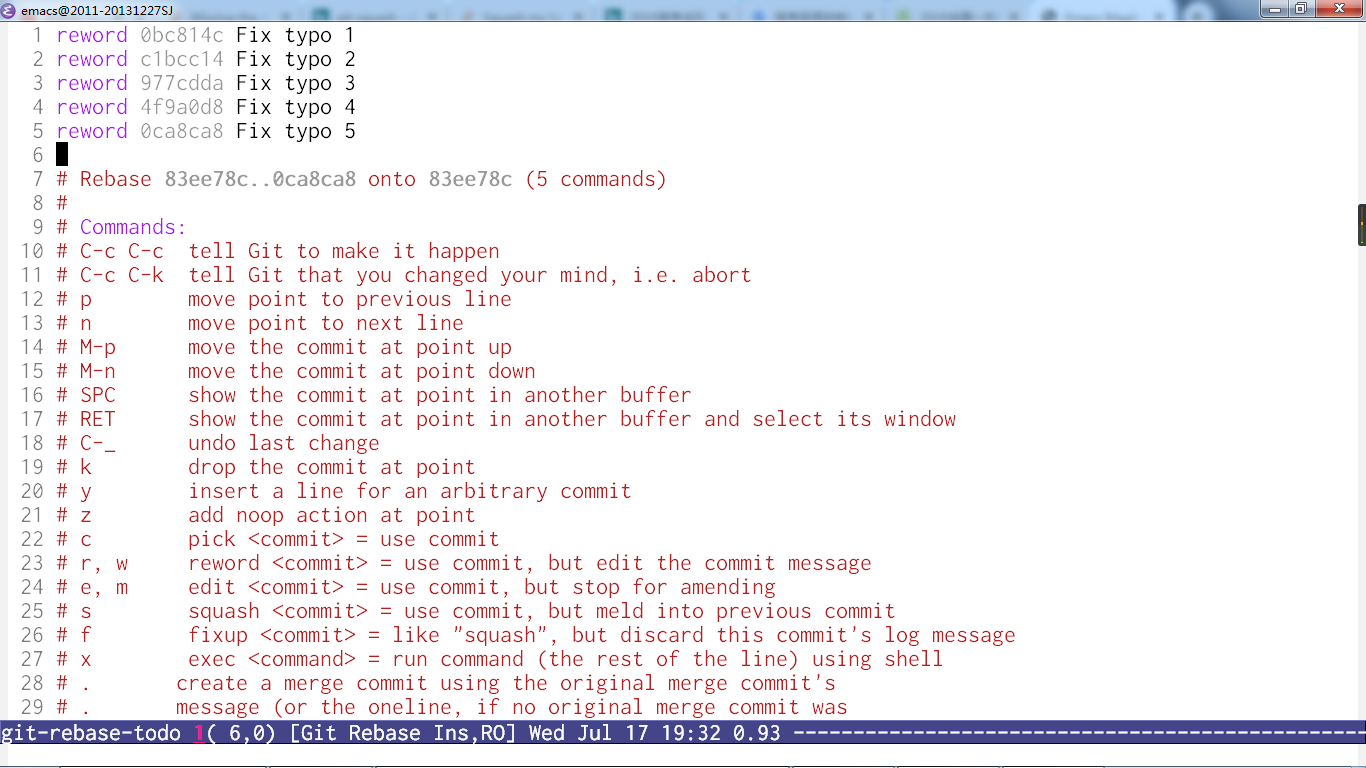 emacs@2011-20131227SJ
1 reword 0bc814c Fix typo 1
2 reword c1bcc14 Fix typo 2
3 reword 977cdda Fix typo 3
4 reword 4f9a0d8 Fix typo 4
5 reword 0ca8ca8 Fix typo 5
6
7 # Rebase 83ee78c..0ca8ca8 onto 83ee78c (5 commands)
8 #
9 # Commands:
10 # C-c C-c  tell Git to make it happen
11 # C-c C-k  tell Git that you changed your mind, i.e. abort
12 # p        move point to previous line
13 # n        move point to next line
14 # M-p      move the commit at point up
15 # M-n      move the commit at point down
16 # SPC      show the commit at point in another buffer
17 # RET      show the commit at point in another buffer and select its window
18 # C-_      undo last change
19 # k        drop the commit at point
20 # y        insert a line for an arbitrary commit
21 # z        add noop action at point
22 # c        pick <commit> = use commit
23 # r, w     reword <commit> = use commit, but edit the commit message
24 # e, m     edit <commit> = use commit, but stop for amending
25 # s        squash <commit> = use commit, but meld into previous commit
26 # f        fixup <commit> = like "squash", but discard this commit's log message
27 # x        exec <command> = run command (the rest of the line) using shell
28 # .       create a merge commit using the original merge commit's
29 # .       message (or the oneline, if no original merge commit was
git-rebase-todo 1( 6,0) [Git Rebase Ins,RO] Wed Jul 17 19:32 0.93 ------------------------------------------------